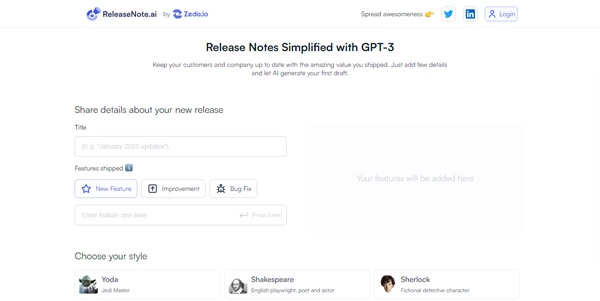 ReleaseNote.ai by Zeda.io
Spread awesomeness
Login
Release Notes Simplified with GPT-3
Keep your customers and company up to date with the amazing value you shipped. Just add few details
and let AI generate your first draft.
Share details about your new release
Title
(E.g. "January 2023 updates")
Your features will be added here
Features shipped
New Feature
Improvement
Bug Fix
Enter feature one-liner
(Press Enter)
Choose your style
Yoda
Jedi Master
Shakespeare
English playwright, poet and actor
Sherlock
Fictional detective character